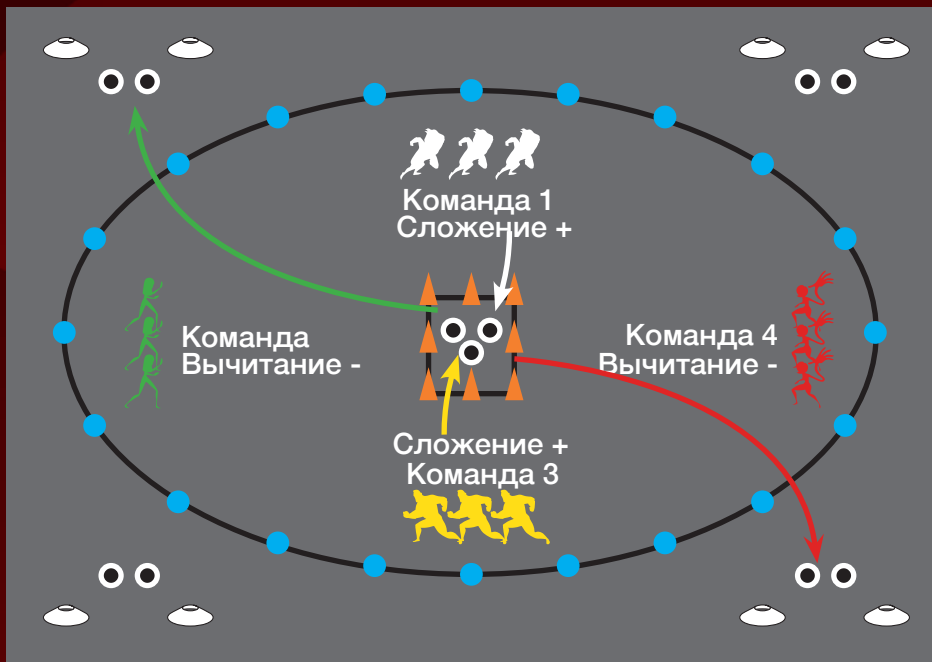 Команда 1
Сложение +
Команда
Вычитание -
Команда 4
Вычитание -
Сложение +
Команда 3